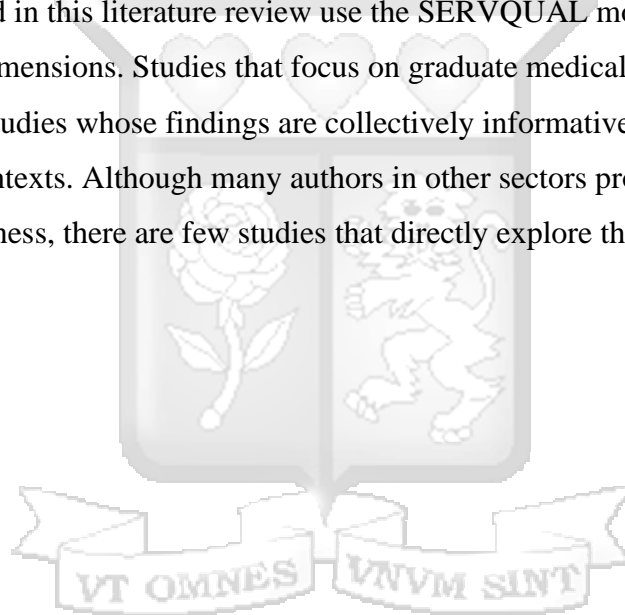 d in this literature review use the SERVQUAL mo
mensions. Studies that focus on graduate medical
tudies whose findings are collectively informative
ntexts. Although many authors in other sectors pro
ness, there are few studies that directly explore th
VT OMNES VNVM SINT